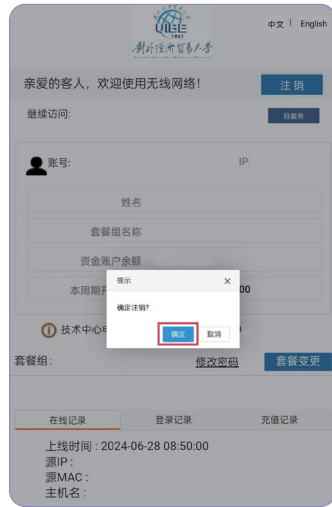 UIBE
1951
对外经济贸易大学
中文 | English
亲爱的客人，欢迎使用无线网络!
注 销
继续访问:
自服务
账号:
IP:
姓名
套餐组名称
资金账户余额
本周期
00
提示
×
确定注销?
确定
取消
技术中心
套餐组:
修改密码
套餐变更
在线记录
登录记录
充值记录
上线时间 : 2024-06-28 08:50:00
源IP :
源MAC :
主机名 :